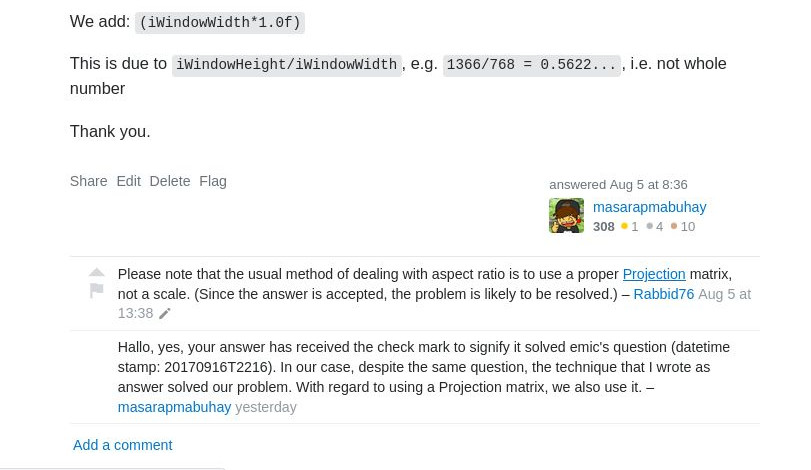 We add: (iWindowWidth*1.0f)
This is due to iWindowHeight/iWindowWidth, e.g. 1366/768 = 0.5622..., i.e. not whole
number
Thank you.
Share Edit Delete Flag
answered Aug 5 at 8:36
masarapmabuhay
308 1 4 10
Please note that the usual method of dealing with aspect ratio is to use a proper Projection matrix,
not a scale. (Since the answer is accepted, the problem is likely to be resolved.) – Rabbid76 Aug 5 at
13:38
Hallo, yes, your answer has received the check mark to signify it solved emic's question (datetime
stamp: 20170916T2216). In our case, despite the same question, the technique that I wrote as
answer solved our problem. With regard to using a Projection matrix, we also use it. –
masarapmabuhay yesterday
Add a comment